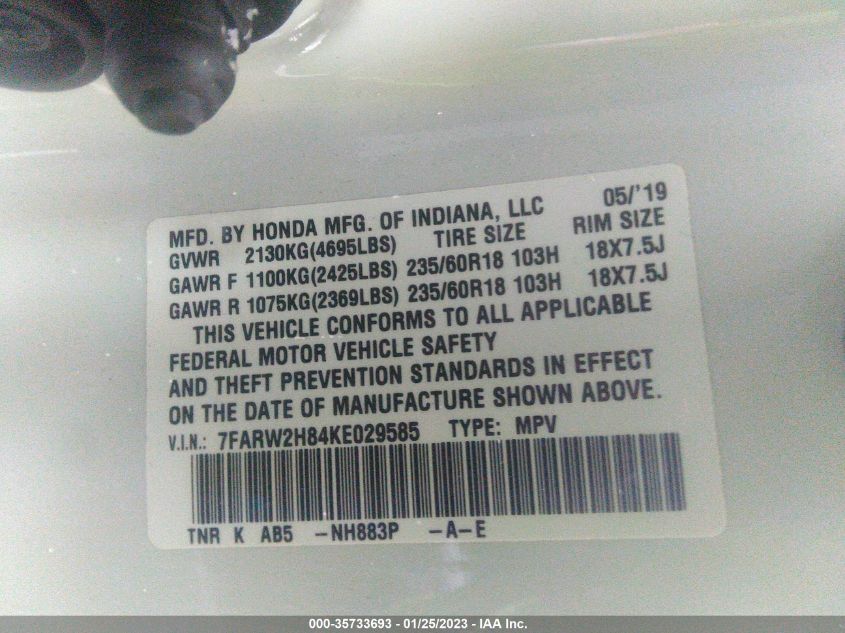 MFD. BY HONDA MFG. OF INDIANA, LLC 05/'19
GVWR 2130KG(4695LBS) TIRE SIZE RIM SIZE
GAWR F 1100KG(2425LBS) 235/60R18 103H 18X7.5J
GAWR R 1075KG(2369LBS) 235/60R18 103H 18X7.5J
THIS VEHICLE CONFORMS TO ALL APPLICABLE
FEDERAL MOTOR VEHICLE SAFETY
AND THEFT PREVENTION STANDARDS IN EFFECT
ON THE DATE OF MANUFACTURE SHOWN ABOVE.
V.I.N.: 7FARW2H84KE029585 TYPE: MPV
TNR K AB5 -NH883P -A-E
000-35733693 - 01/25/2023 - IAA Inc.